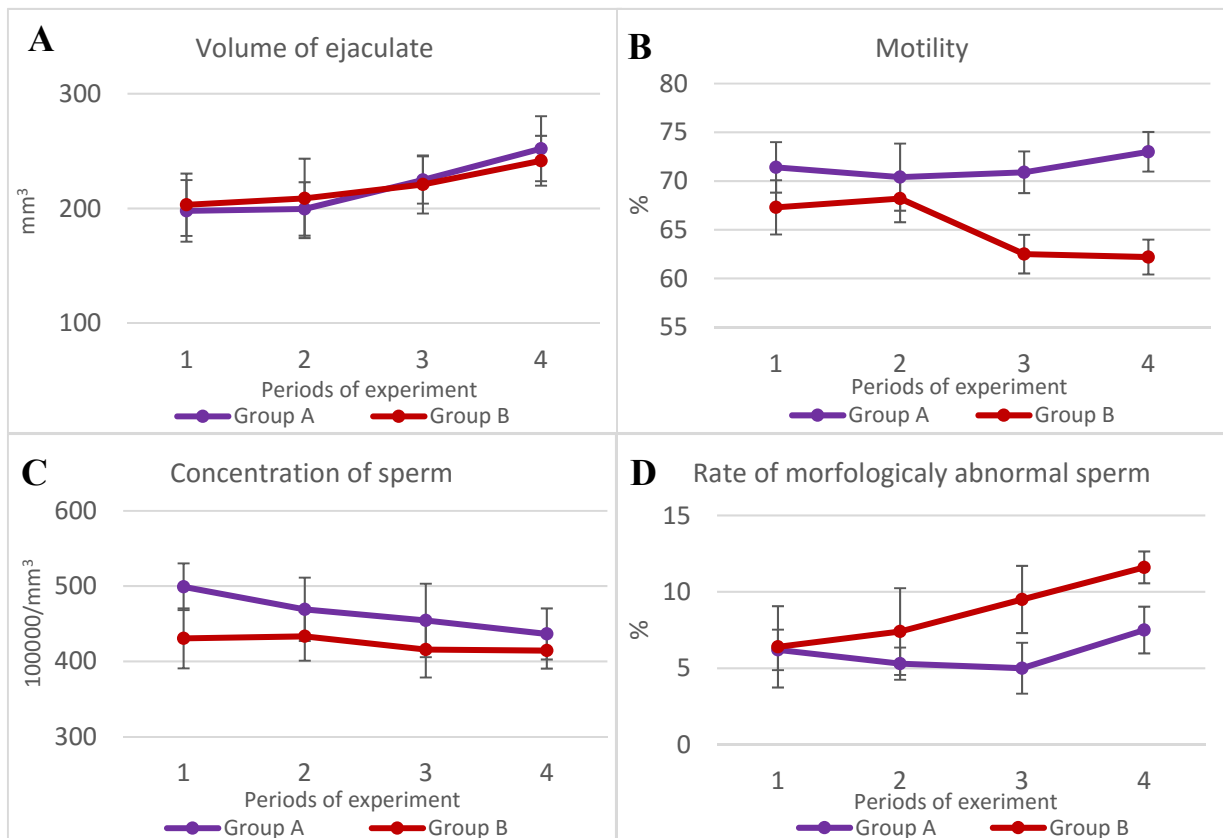 A
Volume of ejaculate
300
200
100
mm³
1 2 3 4
Periods of experiment
Group A Group B
B
Motility
80
75
70
65
60
55
%
1 2 3 4
Periods of experiment
Group A Group B
C
Concentration of sperm
600
500
400
300
100000/mm³
1 2 3 4
Periods of experiment
Group A Group B
D
Rate of morfologicaly abnormal sperm
15
10
5
0
%
1 2 3 4
Periods of exeriment
Group A Group B